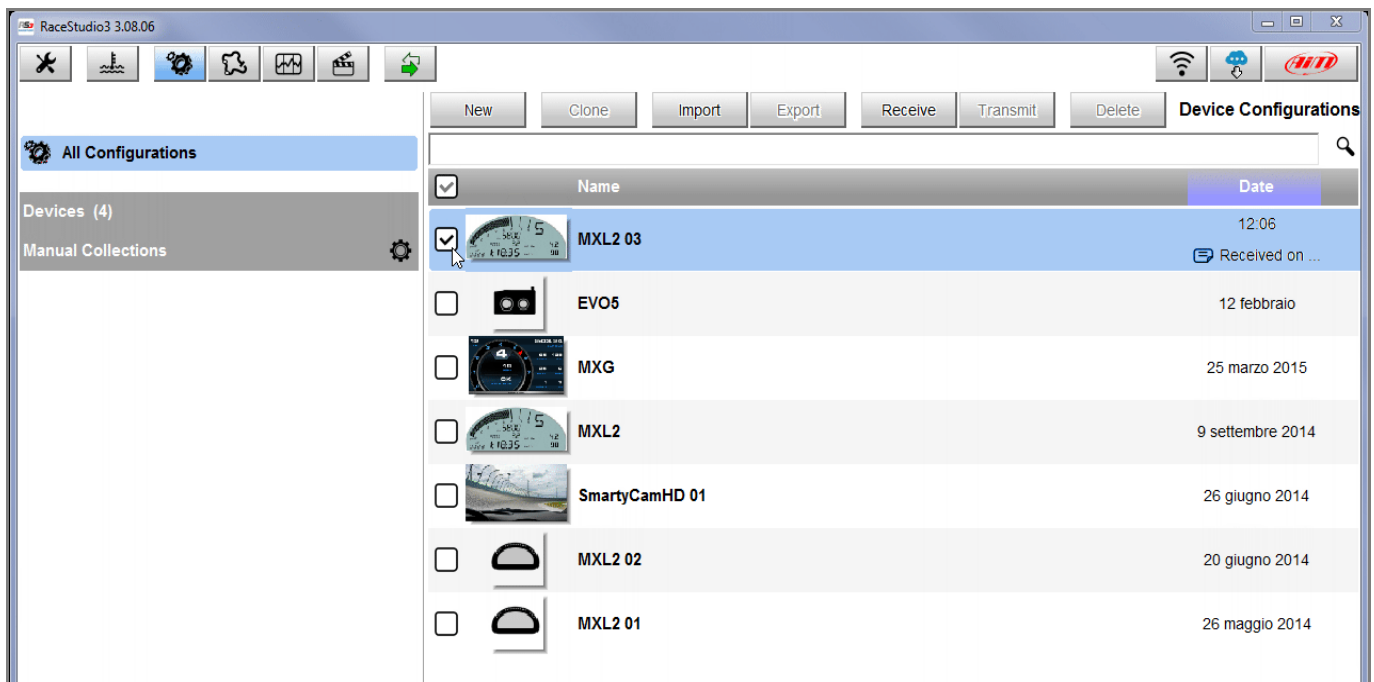 RaceStudio3 3.08.06
AiM
New Clone Import Export Receive Transmit Delete Device Configurations
All Configurations
Name Date
Devices (4)
Manual Collections
MXL2 03 12:06
Received on ...
EVO5 12 febbraio
MXG 25 marzo 2015
MXL2 9 settembre 2014
SmartyCamHD 01 26 giugno 2014
MXL2 02 20 giugno 2014
MXL2 01 26 maggio 2014